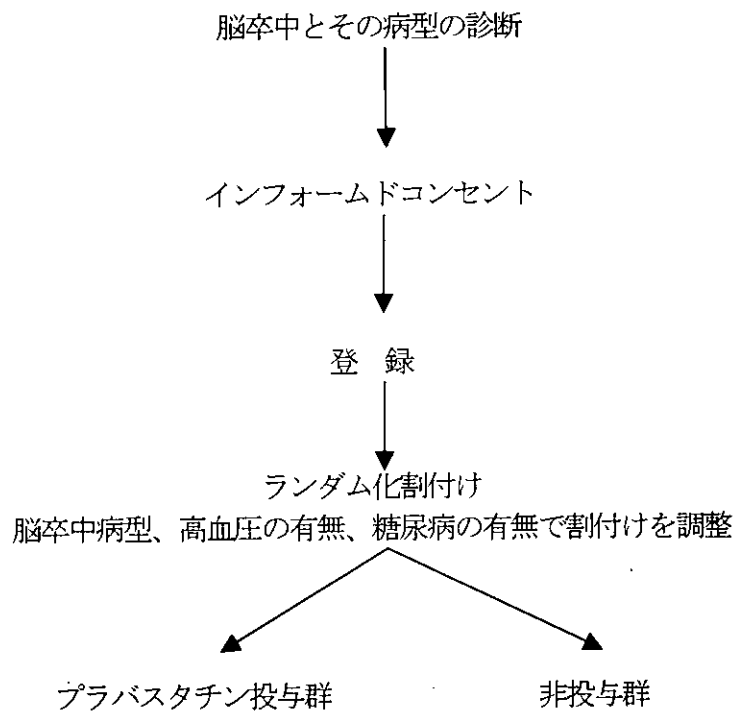 脳卒中とその病型の診断
インフォームドコンセント
登　録
ランダム化割付け
脳卒中病型、高血圧の有無、糖尿病の有無で割付けを調整
プラバスタチン投与群
非投与群